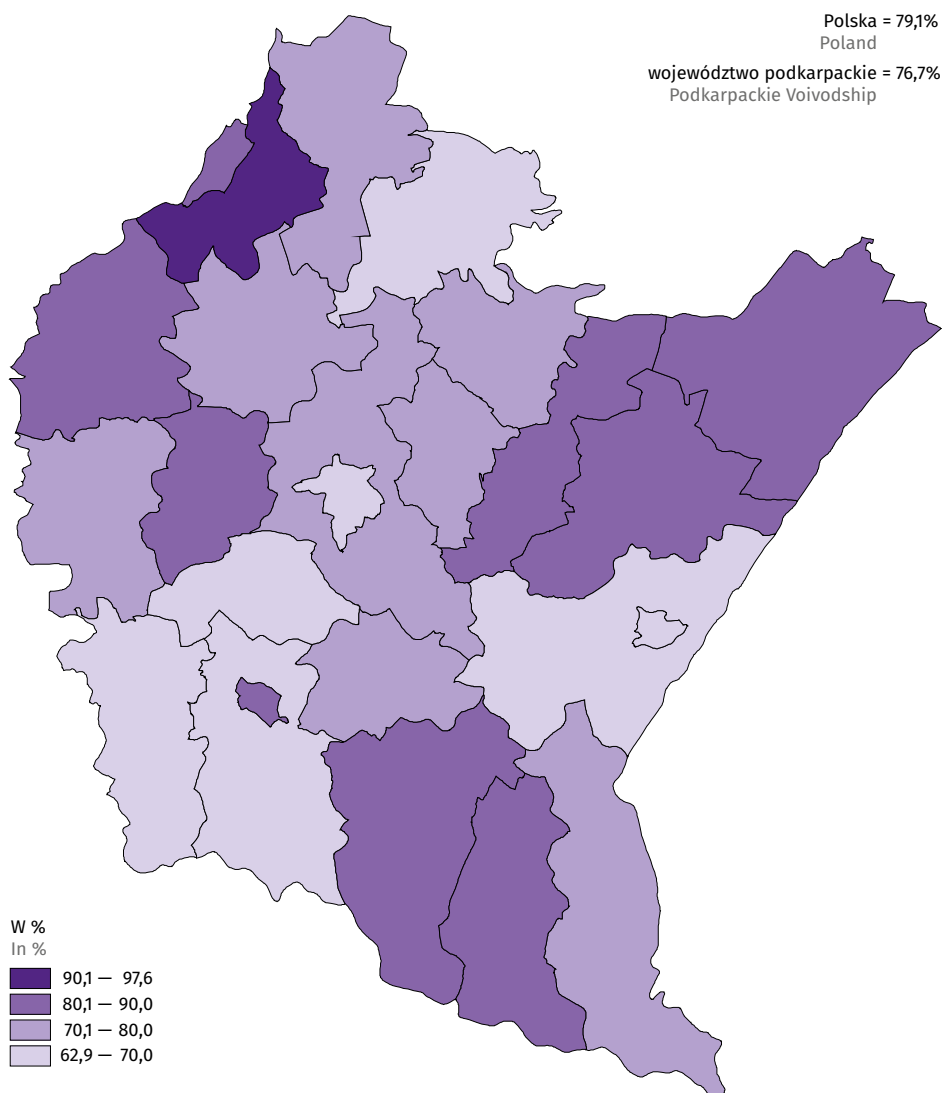 Polska = 79,1%
Poland
województwo podkarpackie = 76,7%
Podkarpackie Voivodship
W %
In %
90,1 — 97,6
80,1 — 90,0
70,1 — 80,0
62,9 — 70,0